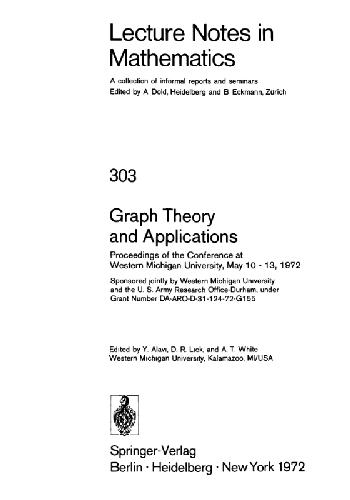 Lecture Notes in
Mathematics
A collection of informal reports and seminars
Edited by A. Dold, Heidelberg and B. Eckmann, Zürich
303
Graph Theory
and Applications
Proceedings of the Conference at
Western Michigan University, May 10 - 13, 1972
Sponsored jointly by Western Michigan University
and the U. S. Army Research Office-Durham, under
Grant Number DA-ARO-D-31-124-72-G155
Edited by Y. Alavi, D. R. Lick, and A. T. White
Western Michigan University, Kalamazoo, MI/USA
Springer-Verlag
Berlin · Heidelberg · New York 1972